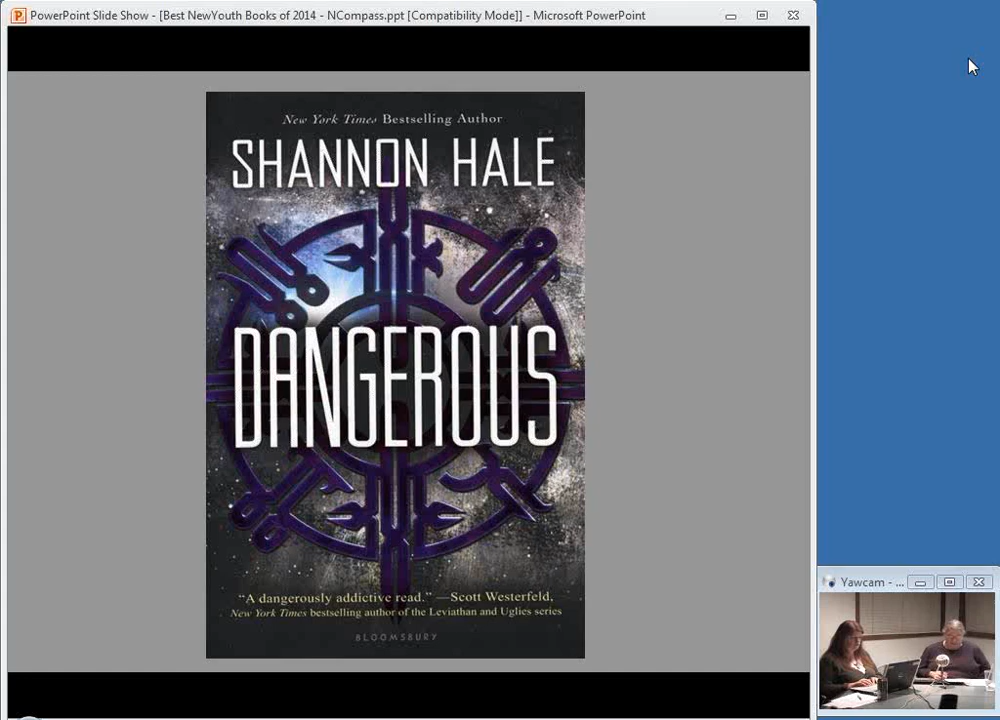 PowerPoint Slide Show - [Best NewYouth Books of 2014 - NCompass.ppt [Compatibility Mode]] - Microsoft PowerPoint
New York Times Bestselling Author
SHANNON HALE
DANGEROUS
“A dangerously addictive read.” —Scott Westerfeld,
New York Times bestselling author of the Leviathan and Uglies series
BLOOMSBURY
Yawcam - ...